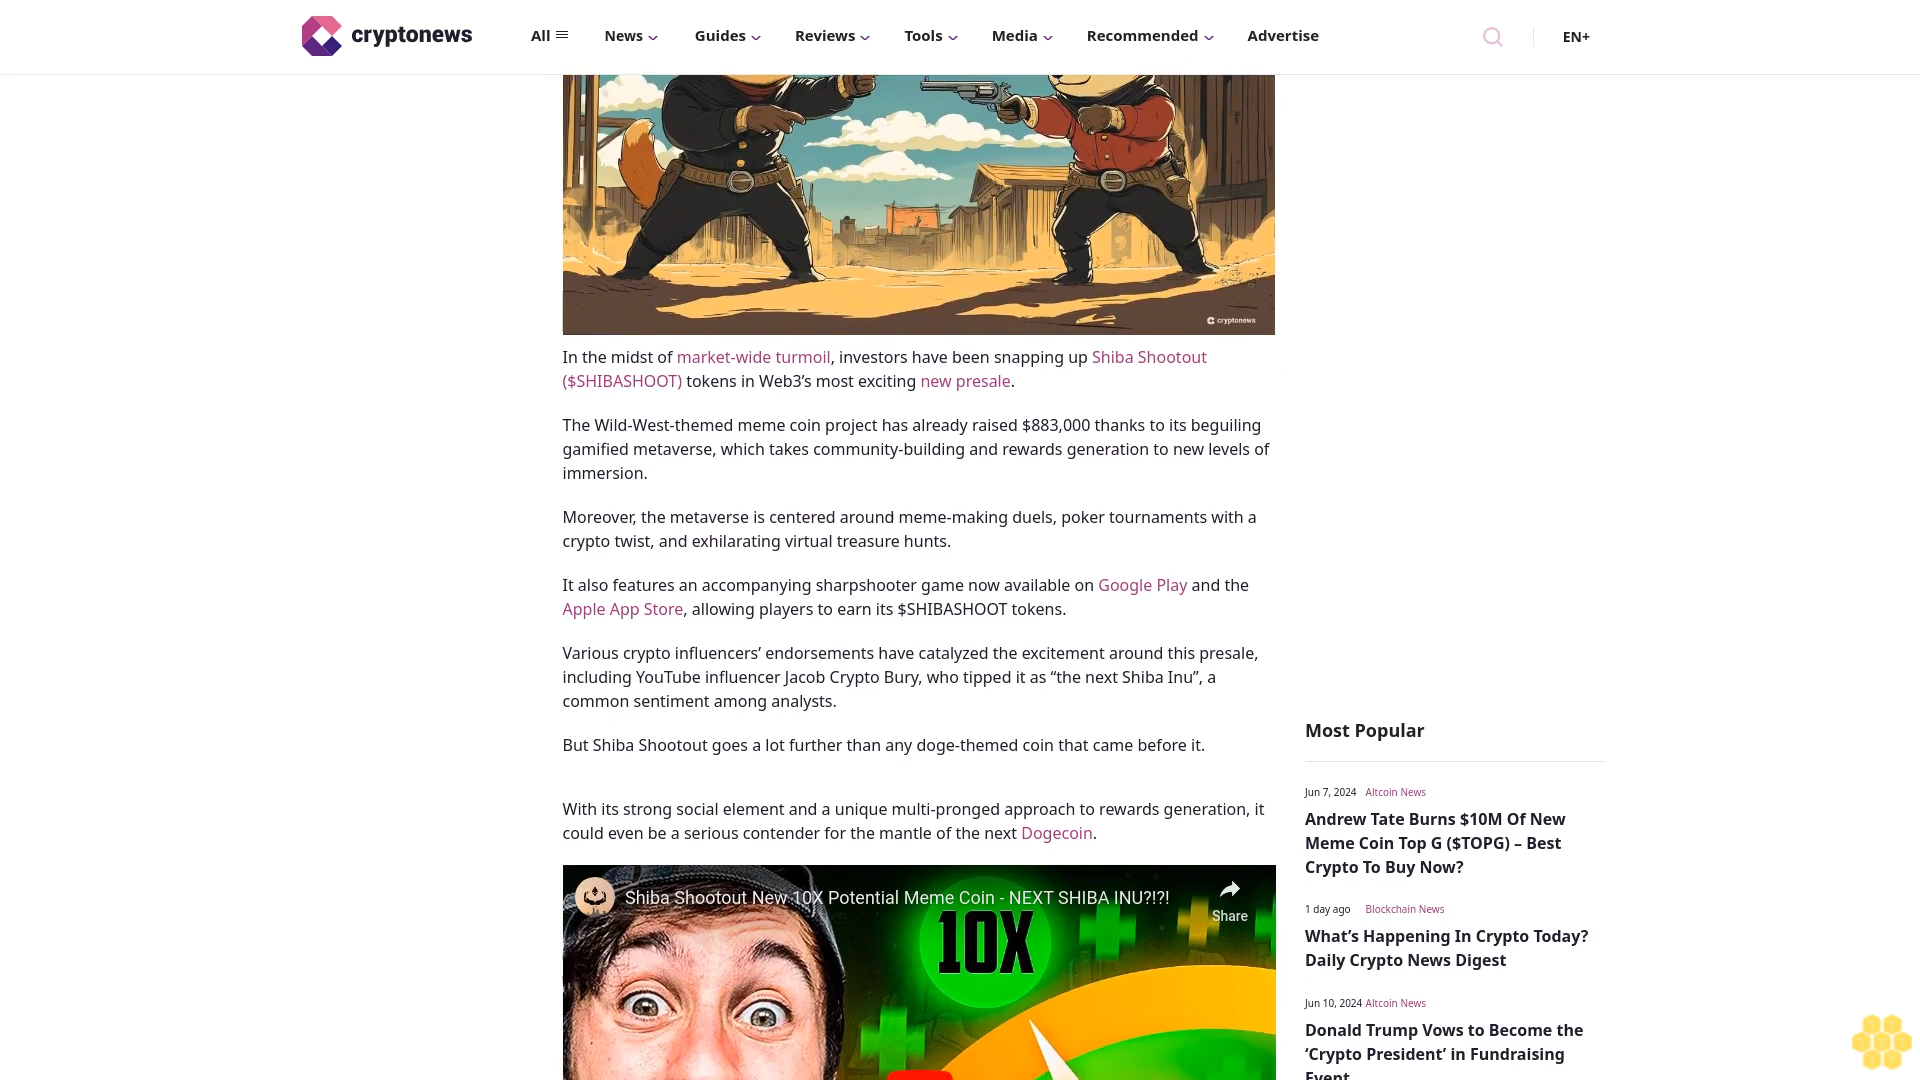 cryptonews
All
News
Guides
Reviews
Tools
Media
Recommended
Advertise
EN+
cryptonews
In the midst of market-wide turmoil, investors have been snapping up Shiba Shootout
($SHIBASHOOT) tokens in Web3’s most exciting new presale.
The Wild-West-themed meme coin project has already raised $883,000 thanks to its beguiling
gamified metaverse, which takes community-building and rewards generation to new levels of
immersion.
Moreover, the metaverse is centered around meme-making duels, poker tournaments with a
crypto twist, and exhilarating virtual treasure hunts.
It also features an accompanying sharpshooter game now available on Google Play and the
Apple App Store, allowing players to earn its $SHIBASHOOT tokens.
Various crypto influencers’ endorsements have catalyzed the excitement around this presale,
including YouTube influencer Jacob Crypto Bury, who tipped it as “the next Shiba Inu”, a
common sentiment among analysts.
But Shiba Shootout goes a lot further than any doge-themed coin that came before it.
With its strong social element and a unique multi-pronged approach to rewards generation, it
could even be a serious contender for the mantle of the next Dogecoin.
Shiba Shootout New 10X Potential Meme Coin - NEXT SHIBA INU?!?!
Share
10X
Most Popular
Jun 7, 2024 Altcoin News
Andrew Tate Burns $10M Of New
Meme Coin Top G ($TOPG) – Best
Crypto To Buy Now?
1 day ago Blockchain News
What’s Happening In Crypto Today?
Daily Crypto News Digest
Jun 10, 2024 Altcoin News
Donald Trump Vows to Become the
‘Crypto President’ in Fundraising
Event